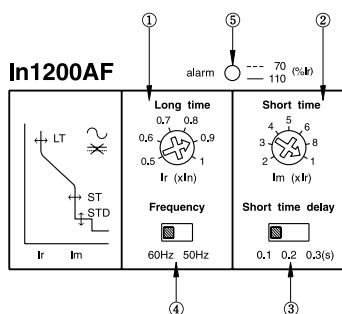 ① ⑤ ②
In1200AF
alarm
---- 70
—— 110
(%Ir)
LT
ST
STD
Ir Im
Long time
0.5 0.6 0.7 0.8 0.9 1
Ir (xIn)
Short time
2 3 4 5 6 8 1
Im (xIr)
Frequency
60Hz 50Hz
Short time delay
0.1 0.2 0.3(s)
④ ③